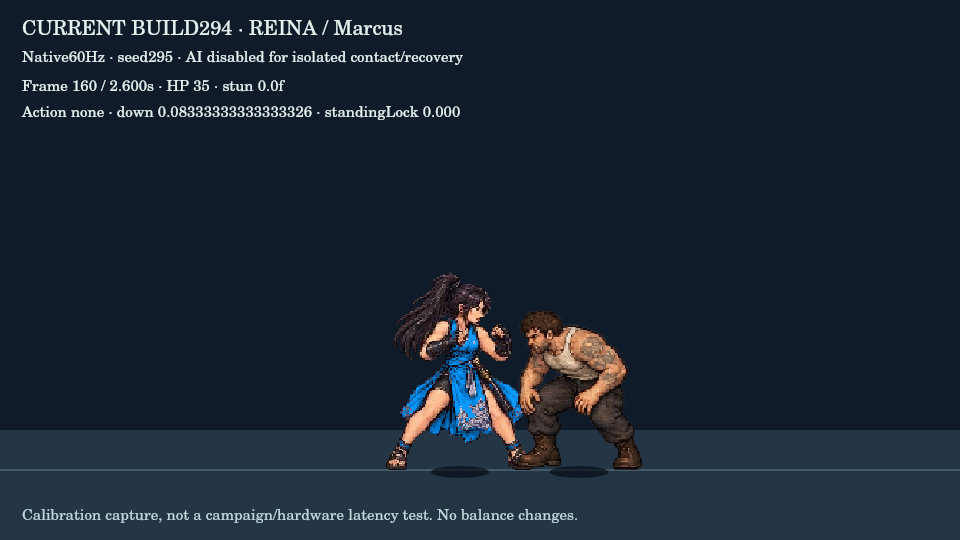 CURRENT BUILD294 · REINA / Marcus
Native60Hz · seed295 · AI disabled for isolated contact/recovery
Frame 160 / 2.600s · HP 35 · stun 0.0f
Action none · down 0.08333333333333326 · standingLock 0.000
Calibration capture, not a campaign/hardware latency test. No balance changes.